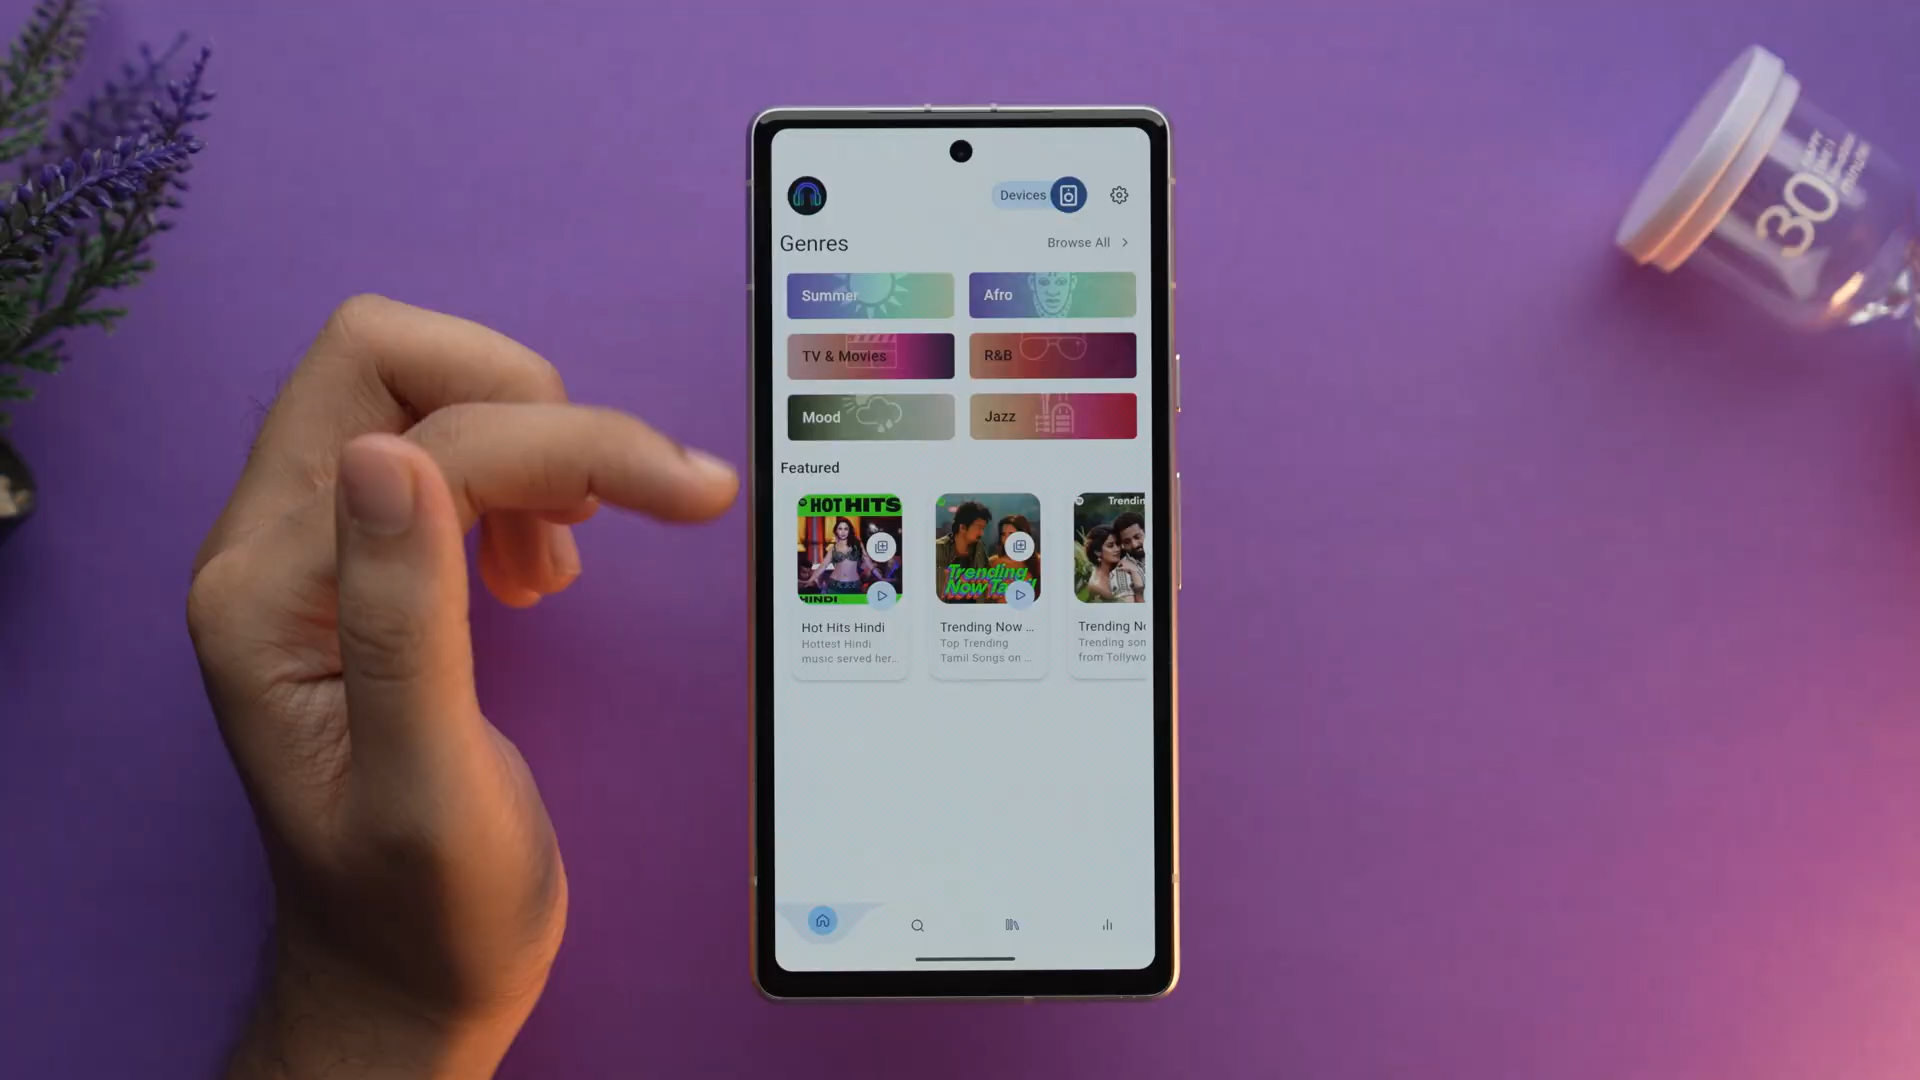 Devices
Genres
Browse All
Summer
Afro
TV & Movies
R&B
Mood
Jazz
Featured
HOT HITS
HINDI
Trending
Now Ta
Trendin
Hot Hits Hindi
Hottest Hindi
music served her...
Trending Now ...
Top Trending
Tamil Songs on ...
Trending N
Trending son
from Tollywo
30